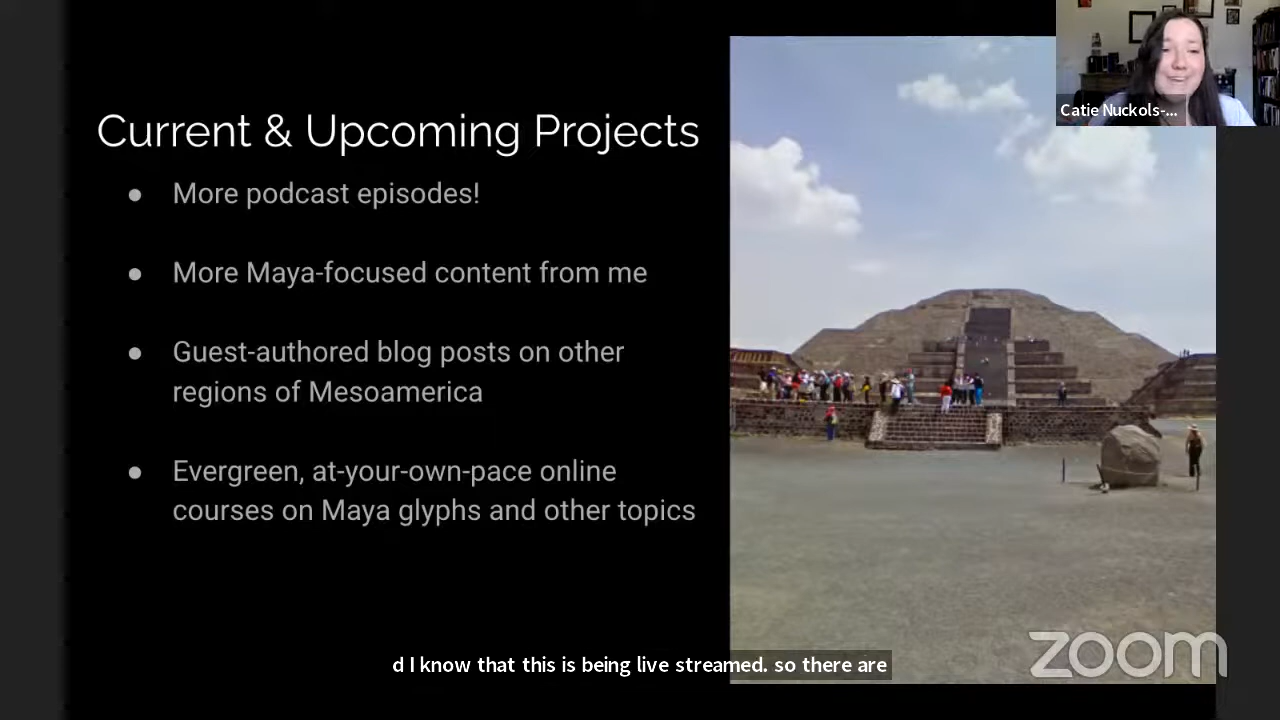 Catie Nuckols-...
Current & Upcoming Projects
● More podcast episodes!
● More Maya-focused content from me
● Guest-authored blog posts on other
regions of Mesoamerica
● Evergreen, at-your-own-pace online
courses on Maya glyphs and other topics
d I know that this is being live streamed. so there are
zoom